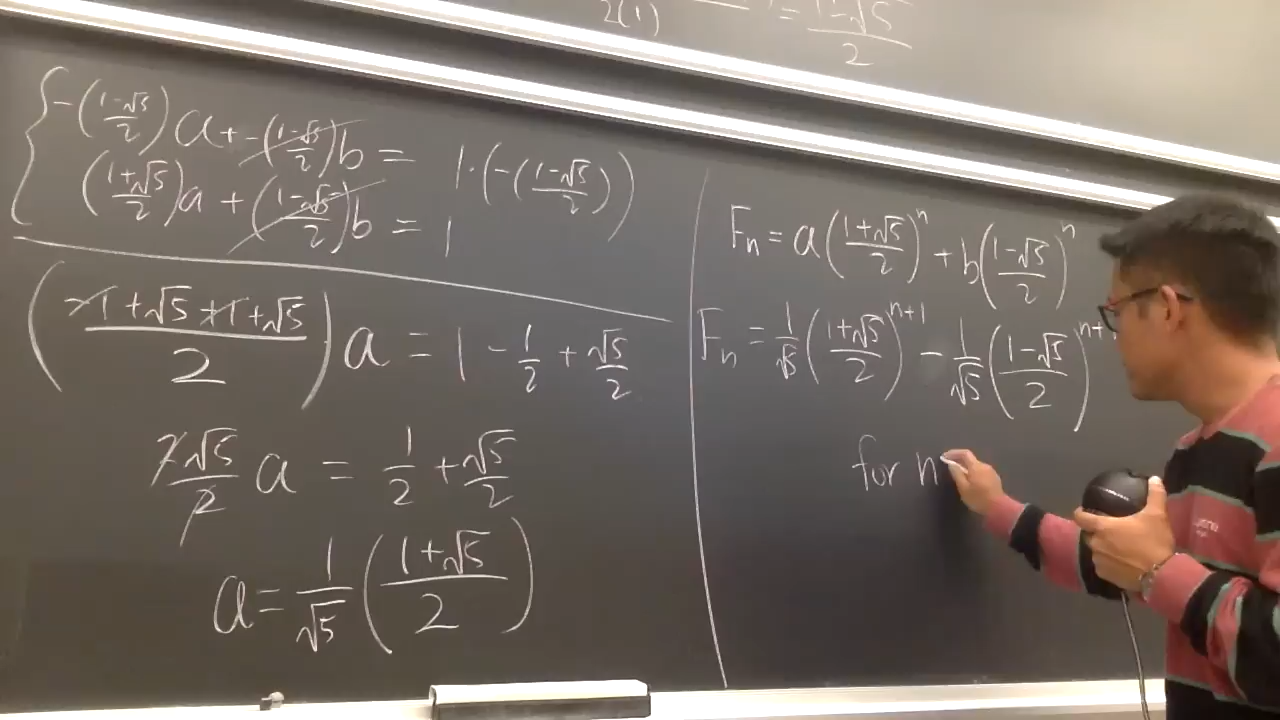 2(1) = 1-√5 / 2
{ -((1-√5)/2)a + -((1-√5)/2)b = 1·(-((1-√5)/2))
((1+√5)/2)a + ((1-√5)/2)b = 1
((-1+√5+1+√5)/2)a = 1 - 1/2 + √5/2
2√5/2 a = 1/2 + √5/2
a = 1/√5 ((1+√5)/2)
Fₙ = a((1+√5)/2)ⁿ + b((1-√5)/2)ⁿ
Fₙ = 1/√5 ((1+√5)/2)ⁿ⁺¹ - 1/√5 ((1-√5)/2)ⁿ⁺
for n